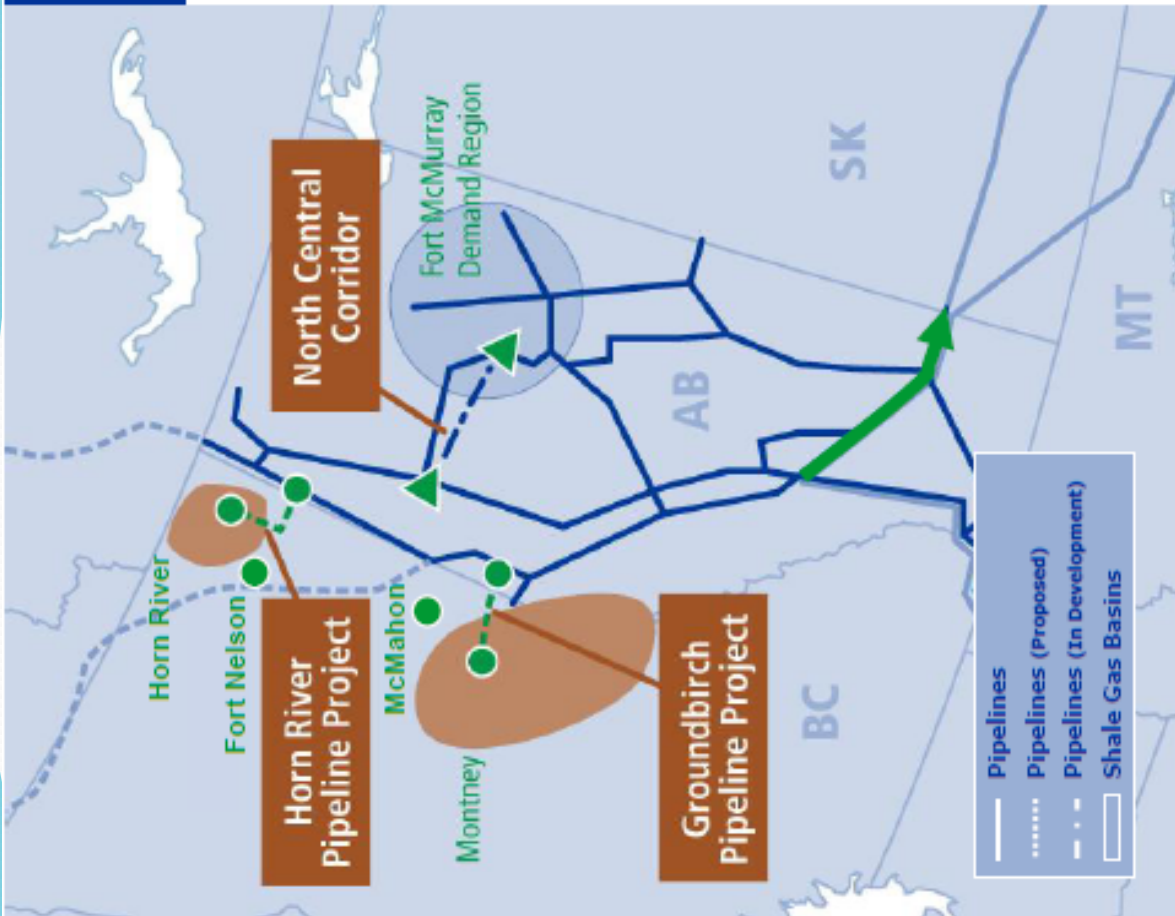 Horn River
Fort Nelson
Horn River
Pipeline Project
North Central
Corridor
Fort McMurray
Demand Region
McMahon
Montney
Groundbirch
Pipeline Project
AB
SK
BC
MT
Pipelines
Pipelines (Proposed)
Pipelines (In Development)
Shale Gas Basins